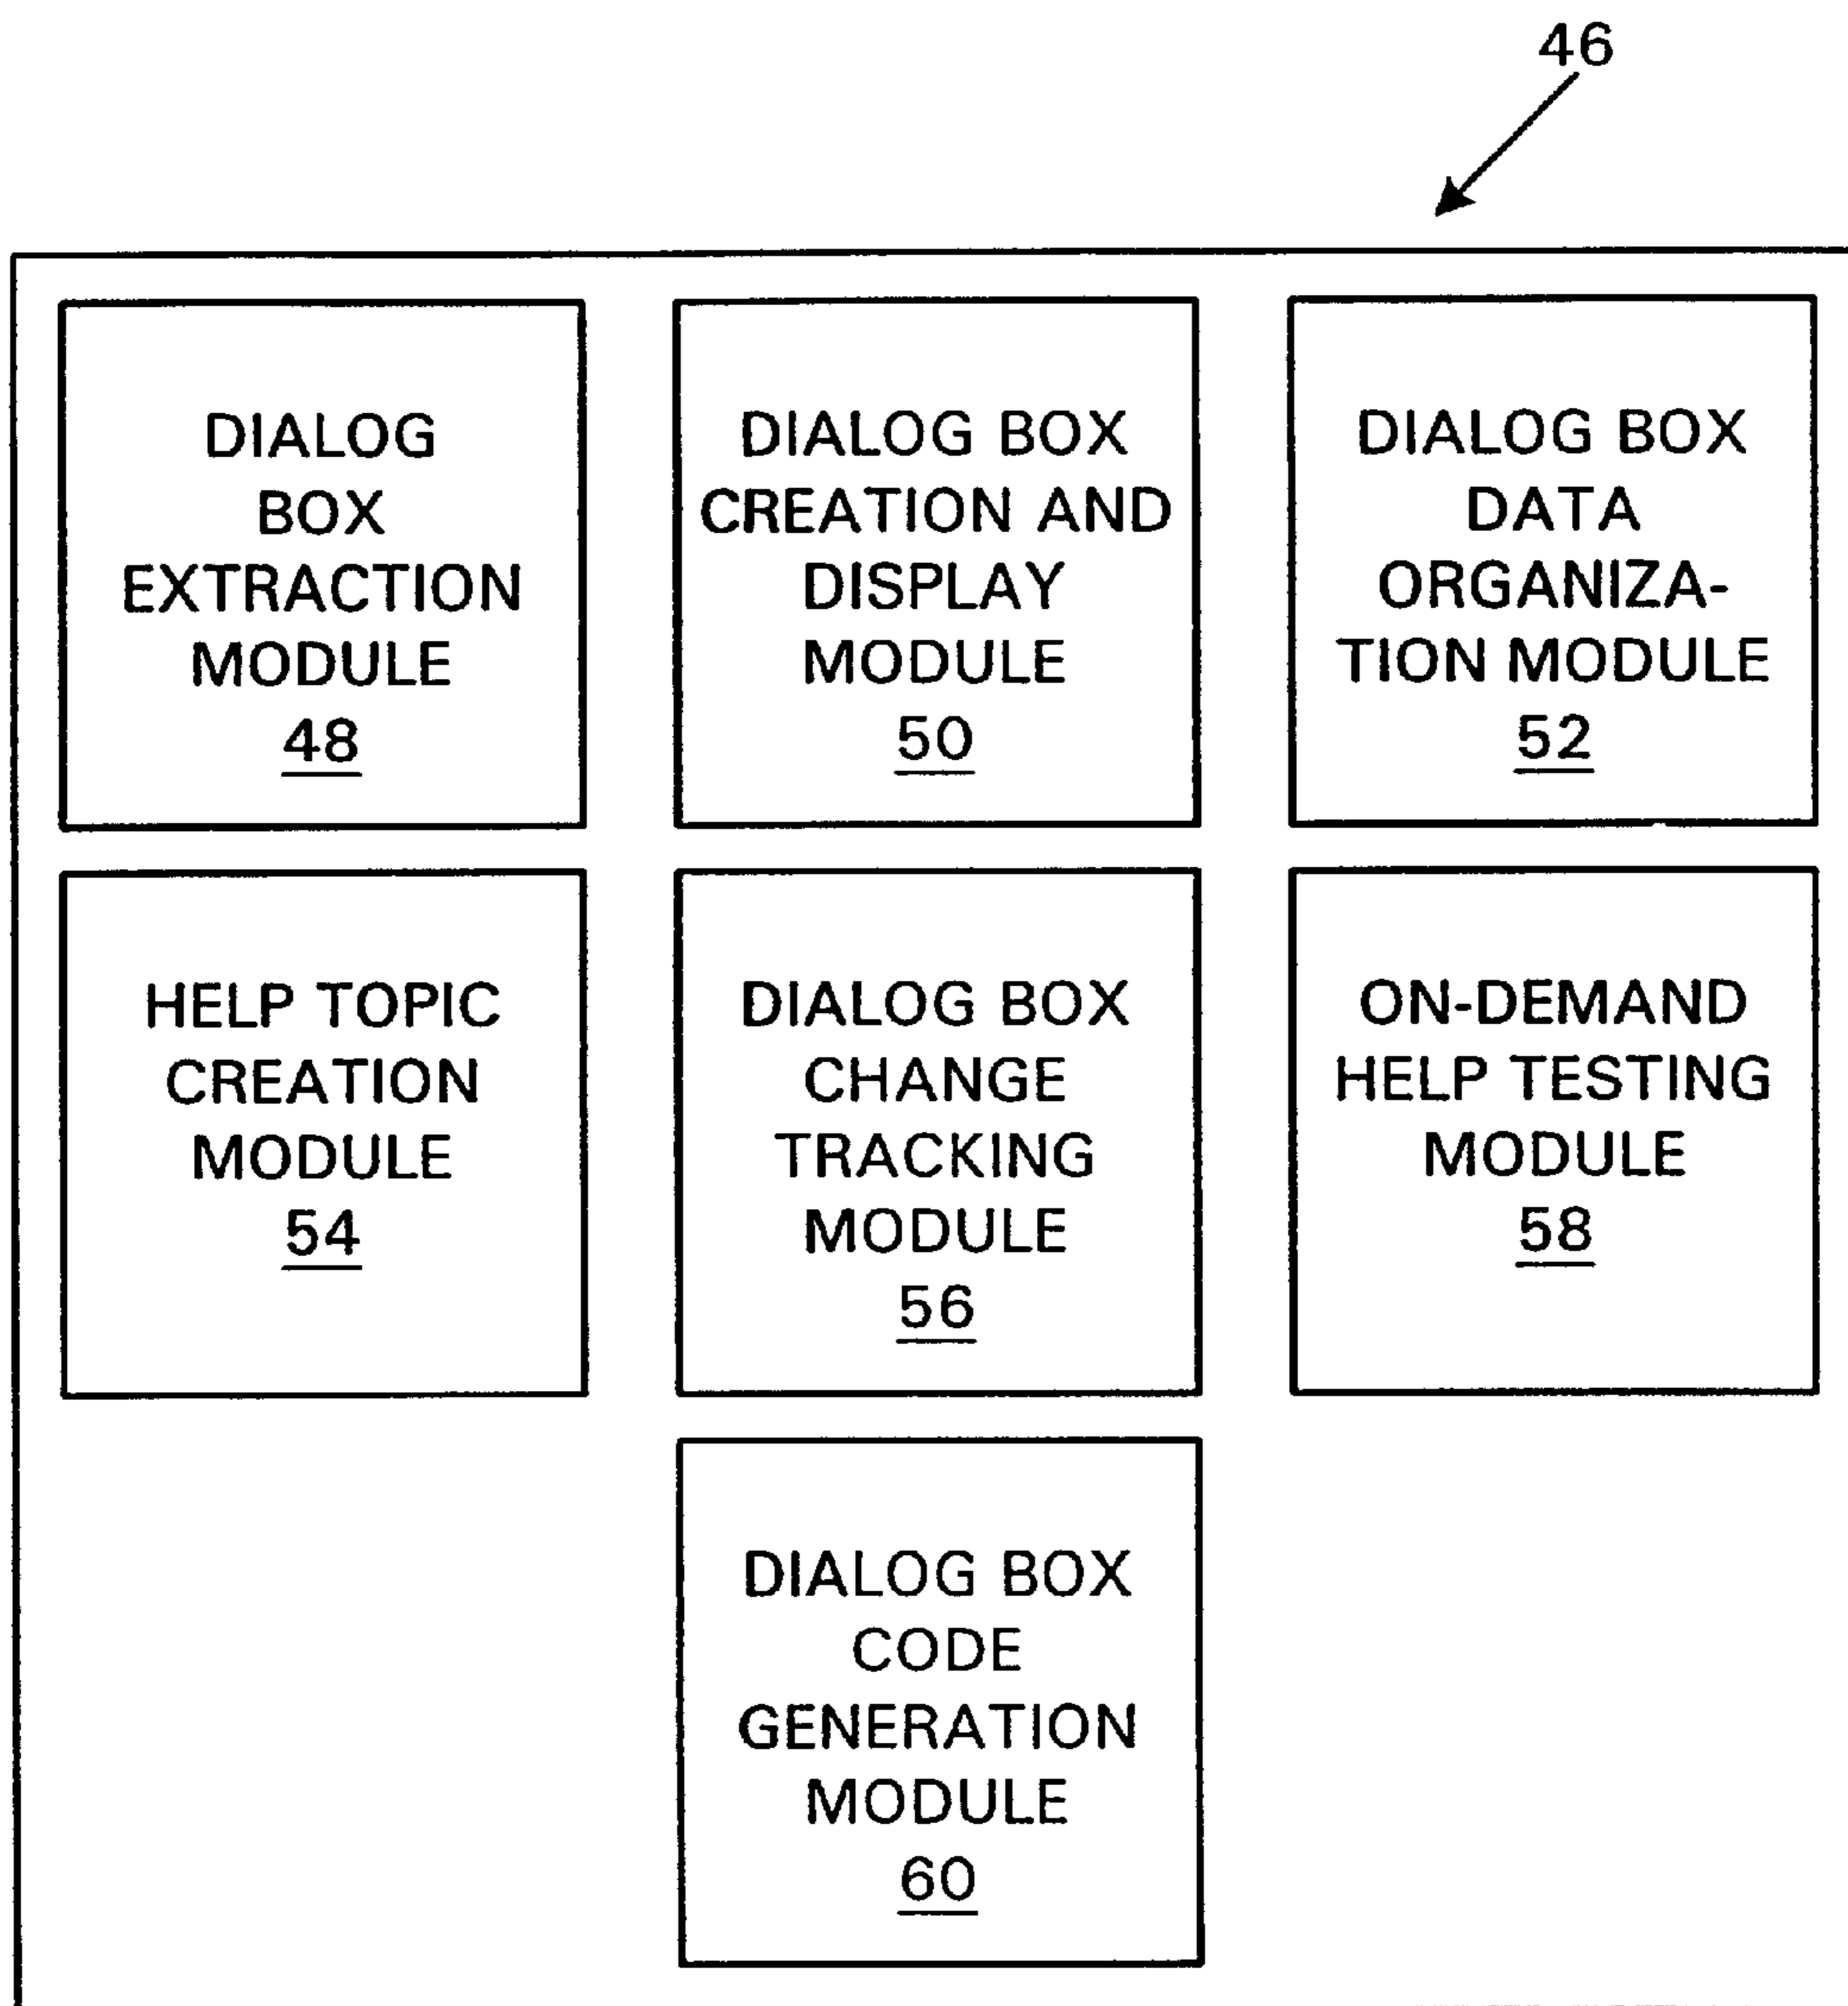 46
DIALOG
BOX
EXTRACTION
MODULE
48
DIALOG BOX
CREATION AND
DISPLAY
MODULE
50
DIALOG BOX
DATA
ORGANIZA-
TION MODULE
52
HELP TOPIC
CREATION
MODULE
54
DIALOG BOX
CHANGE
TRACKING
MODULE
56
ON-DEMAND
HELP TESTING
MODULE
58
DIALOG BOX
CODE
GENERATION
MODULE
60